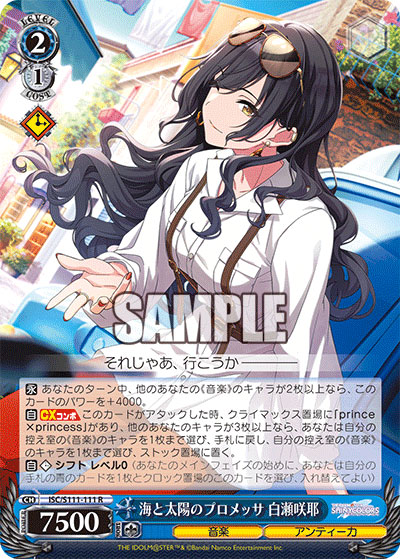 LEVEL
2
1
COST
SAMPLE
それじゃあ、行こうか
永 あなたのターン中、他のあなたの《音楽》のキャラが2枚以上なら、このカードのパワーを+4000。
自 CXコンボ このカードがアタックした時、クライマックス置場に「prince×princess」があり、他のあなたのキャラが3枚以上なら、あなたは自分の控え室の《音楽》のキャラを1枚まで選び、手札に戻し、自分の控え室の《音楽》のキャラを1枚まで選び、ストック置場に置く。
自 シフト レベル0 (あなたのメインフェイズの始めに、あなたは手札の青のキャラを1枚とクロック置場のこのカードを選び、入れ替えてよい)
CH ISC/S111-111 R
7500
海と太陽のプロメッサ 白瀬咲耶
SHINYCOLORS
音楽
アンティーカ
THE IDOLM@STER™& ©Bandai Namco Entertainment Inc.